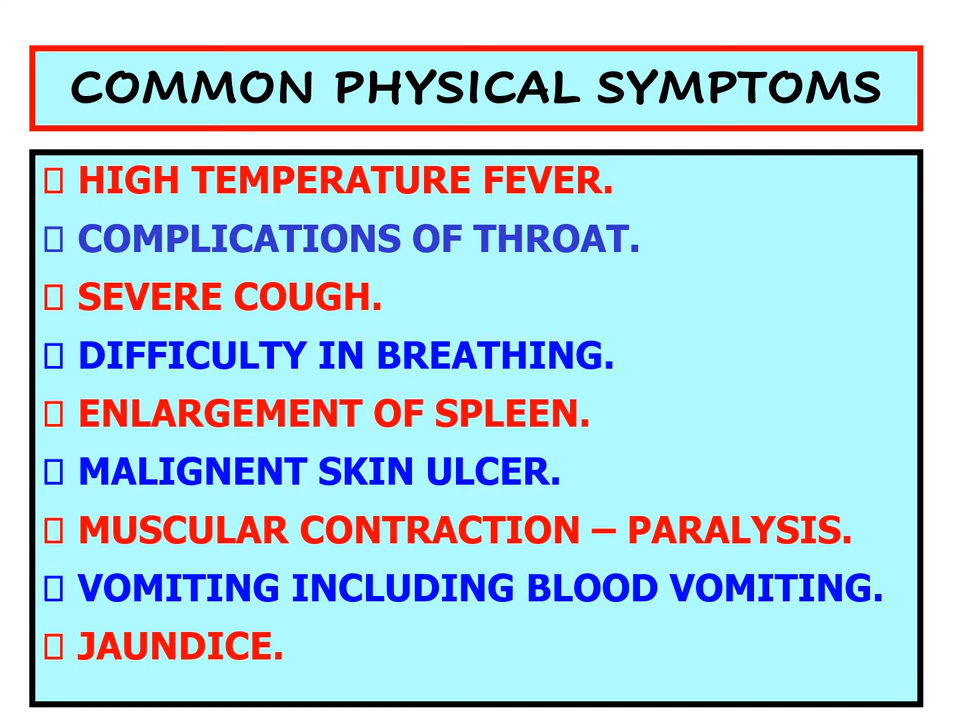 COMMON PHYSICAL SYMPTOMS
HIGH TEMPERATURE FEVER.
COMPLICATIONS OF THROAT.
SEVERE COUGH.
DIFFICULTY IN BREATHING.
ENLARGEMENT OF SPLEEN.
MALIGNENT SKIN ULCER.
MUSCULAR CONTRACTION – PARALYSIS.
VOMITING INCLUDING BLOOD VOMITING.
JAUNDICE.